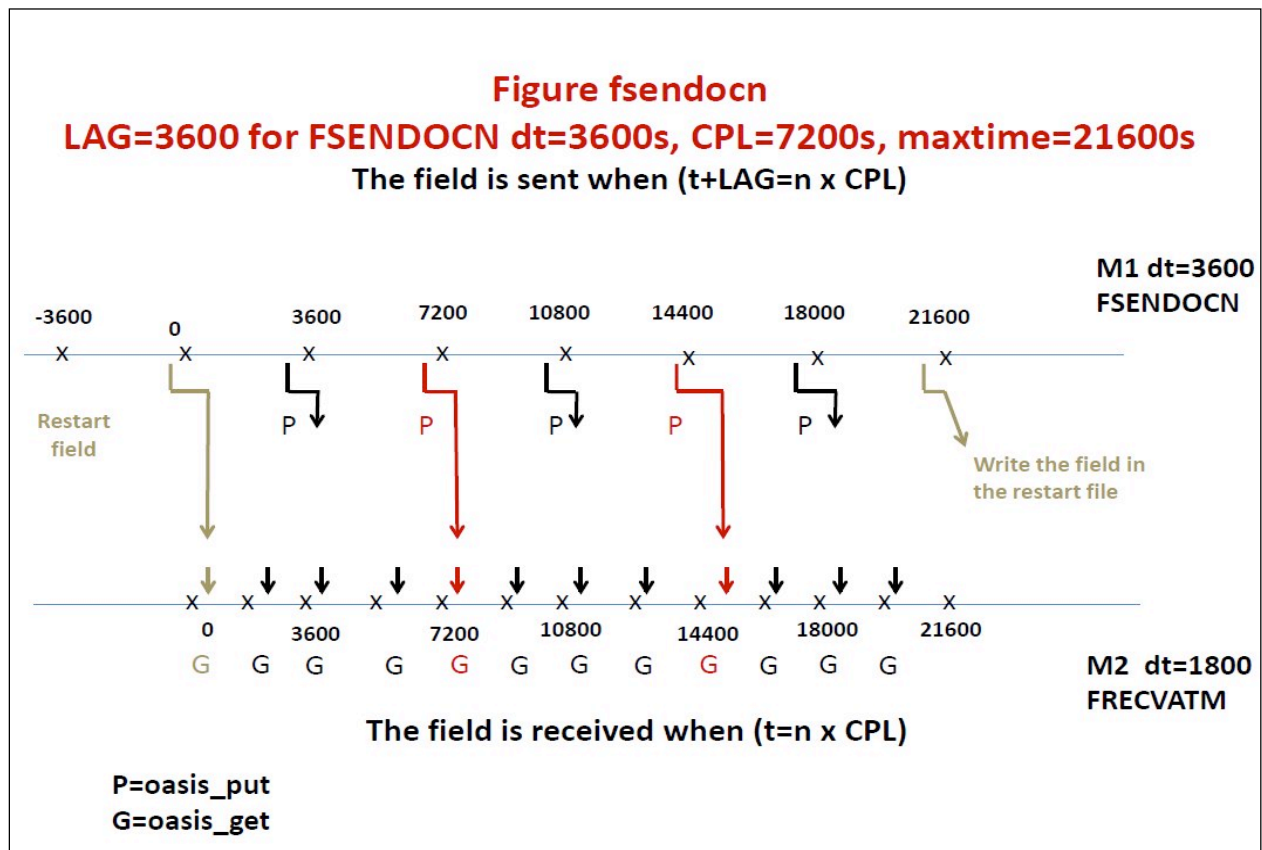 Figure fsendocn
LAG=3600 for FSENDOCN dt=3600s, CPL=7200s, maxtime=21600s
The field is sent when (t+LAG=n x CPL)
M1 dt=3600
FSENDOCN
-3600 0 3600 7200 10800 14400 18000 21600
x x x x x x x x
Restart
field
P P P P P
Write the field in
the restart file
x x x x x x x x x x x x x
0 3600 7200 10800 14400 18000 21600
G G G G G G G G G G G G
M2 dt=1800
FRECVATM
The field is received when (t=n x CPL)
P=oasis_put
G=oasis_get